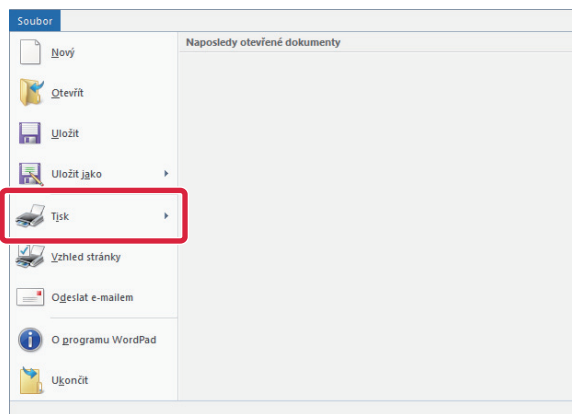 Soubor
Naposledy otevřené dokumenty
Nový
Otevřít
Uložit
Uložit jako
Tisk
Vzhled stránky
Odeslat e-mailem
O programu WordPad
Ukončit